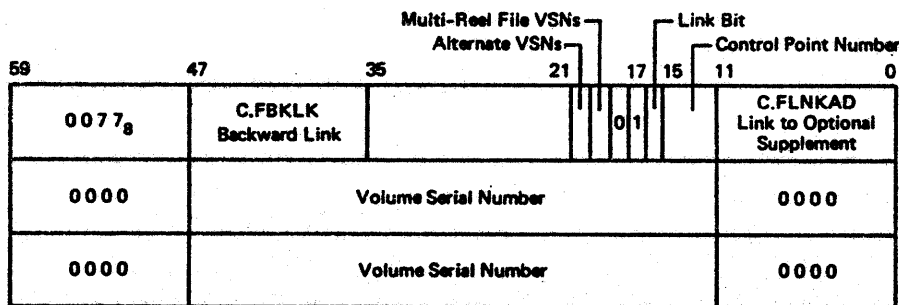 Multi-Reel File VSNs
Link Bit
Alternate VSNs
Control Point Number
59 47 35 21 17 15 11 0
0077₈
C.FBKLK
Backward Link
0 1
C.FLNKAD
Link to Optional
Supplement
0000 Volume Serial Number 0000
0000 Volume Serial Number 0000